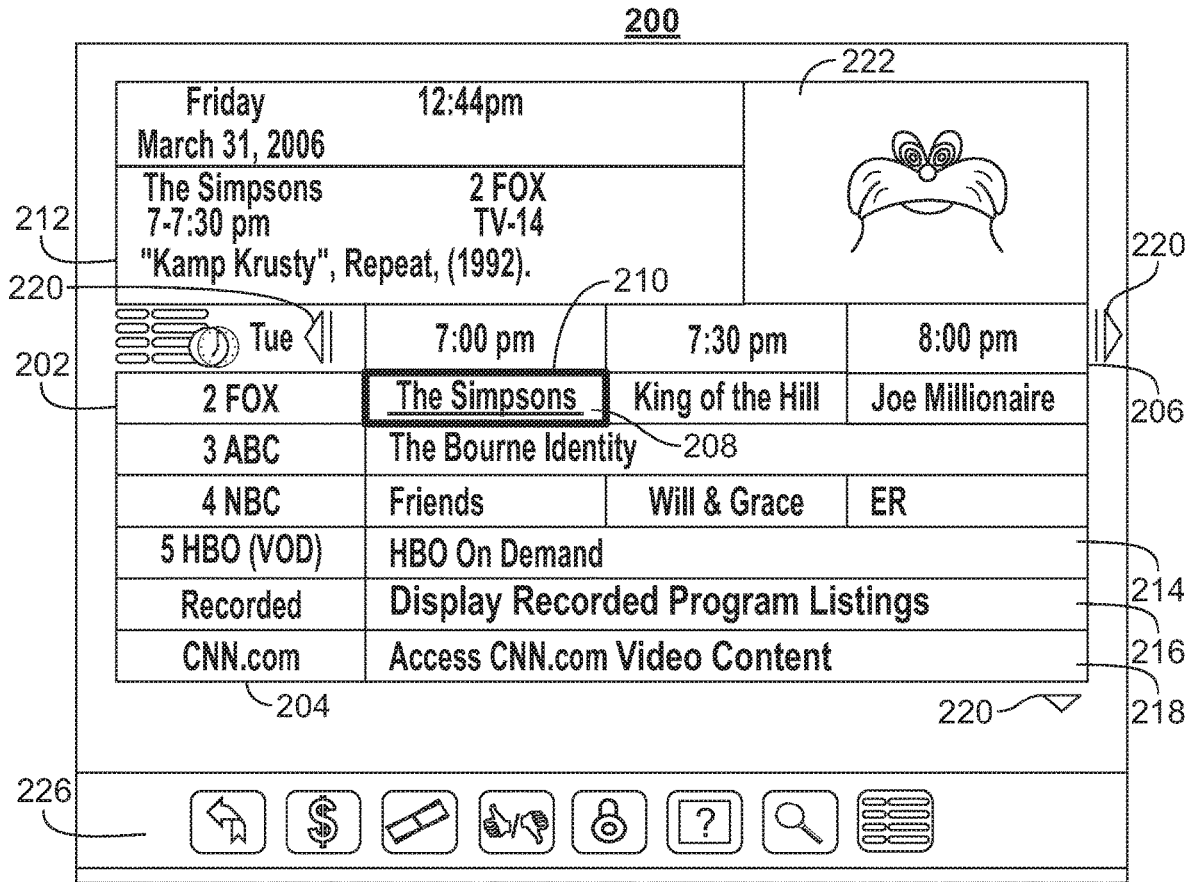 200
222
Friday 12:44pm
March 31, 2006
The Simpsons 2 FOX
212
7-7:30 pm TV-14
"Kamp Krusty", Repeat, (1992).
220
210
220
Tue 7:00 pm 7:30 pm 8:00 pm
202
2 FOX The Simpsons King of the Hill Joe Millionaire
206
3 ABC The Bourne Identity
208
4 NBC Friends Will & Grace ER
5 HBO (VOD) HBO On Demand
214
Recorded Display Recorded Program Listings
216
CNN.com Access CNN.com Video Content
204
220
218
226
$ ?